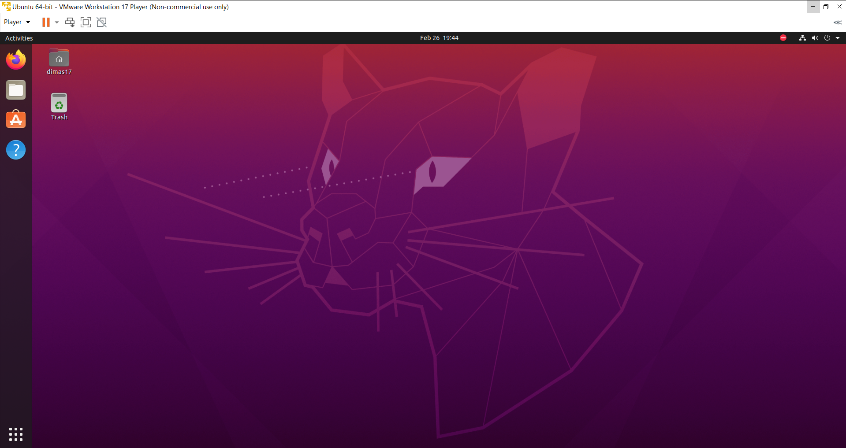 Ubuntu 64-bit - VMware Workstation 17 Player (Non-commercial use only)
Player
Activities
Feb 26 19:44
dimas17
Trash